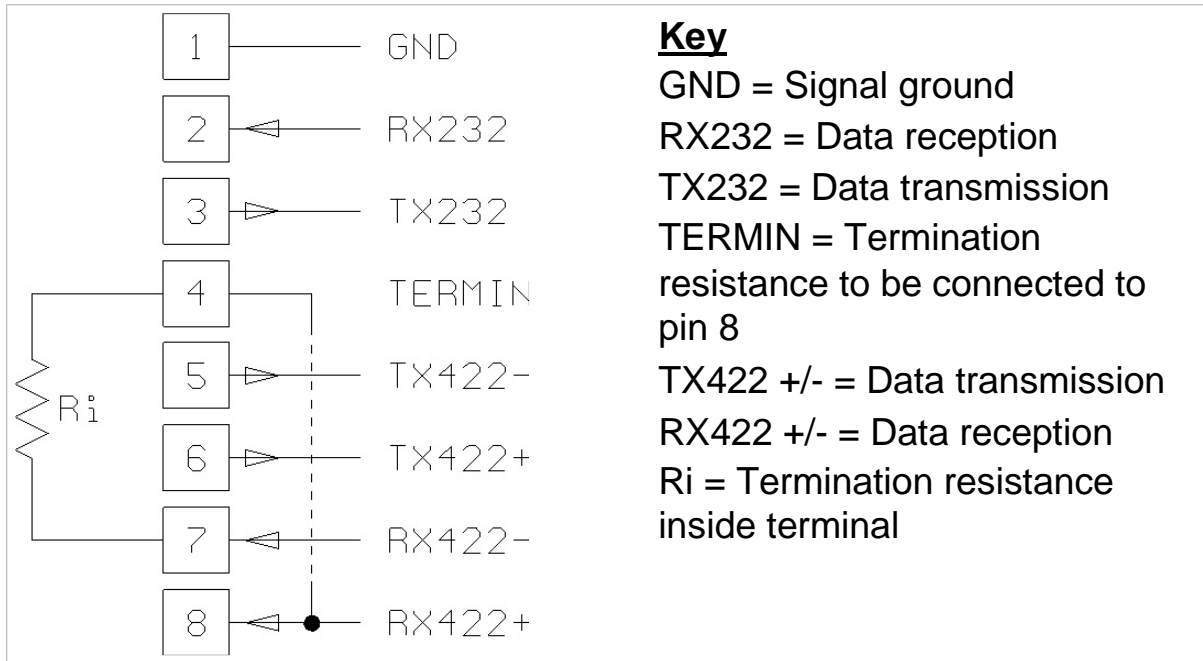 1 GND
2 RX232
3 TX232
4 TERMIN
5 TX422-
Ri
6 TX422+
7 RX422-
8 RX422+
Key
GND = Signal ground
RX232 = Data reception
TX232 = Data transmission
TERMIN = Termination
resistance to be connected to
pin 8
TX422 +/- = Data transmission
RX422 +/- = Data reception
Ri = Termination resistance
inside terminal